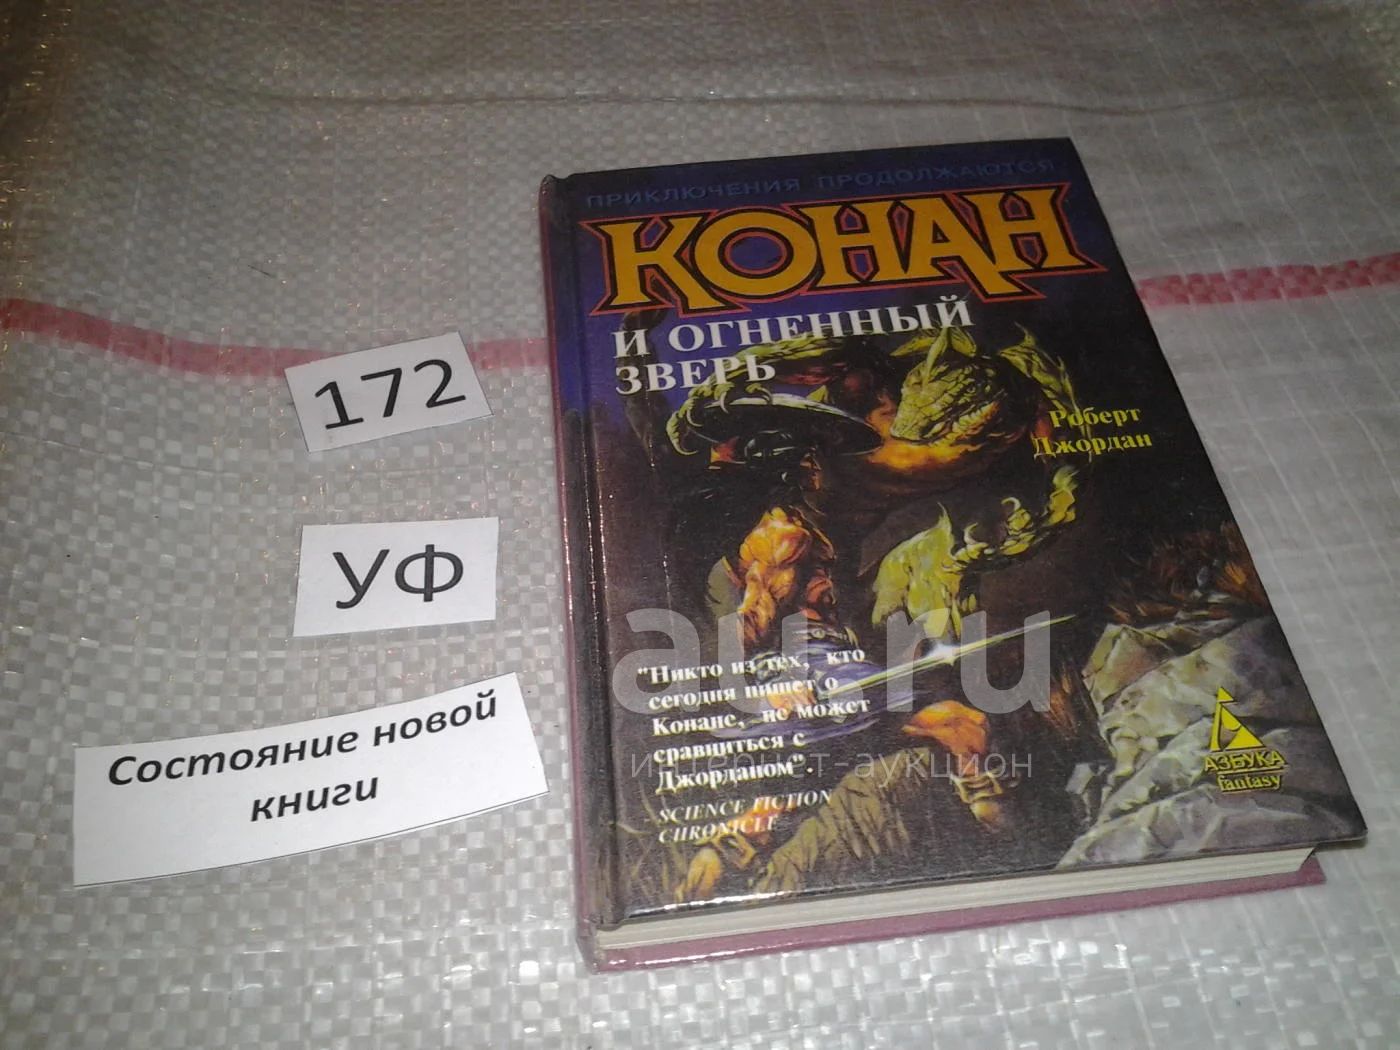 ПРИКЛЮЧЕНИЯ ПРОДОЛЖАЮТСЯ
КОНАН
И ОГНЕННЫЙ
ЗВЕРЬ
Роберт
Джордан
172
УФ
Состояние новой
книги
"Никто из тех, кто
сегодня пишет о
Конане, не может
сравниться с
Джорданом".
SCIENCE FICTION
CHRONICLE
АЗБУКА
fantasy
au.ru
интернет-аукцион